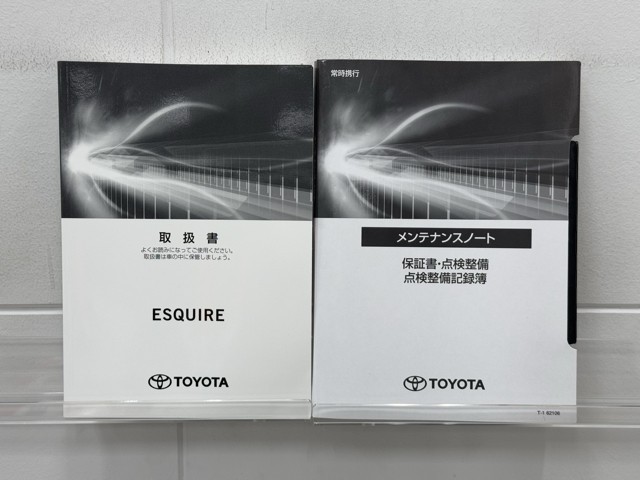 取扱書
よくお読みになってご使用ください。
取扱書は車の中に保管しましょう。
ESQUIRE
TOYOTA
常時携行
メンテナンスノート
保証書・点検整備
点検整備記録簿
TOYOTA